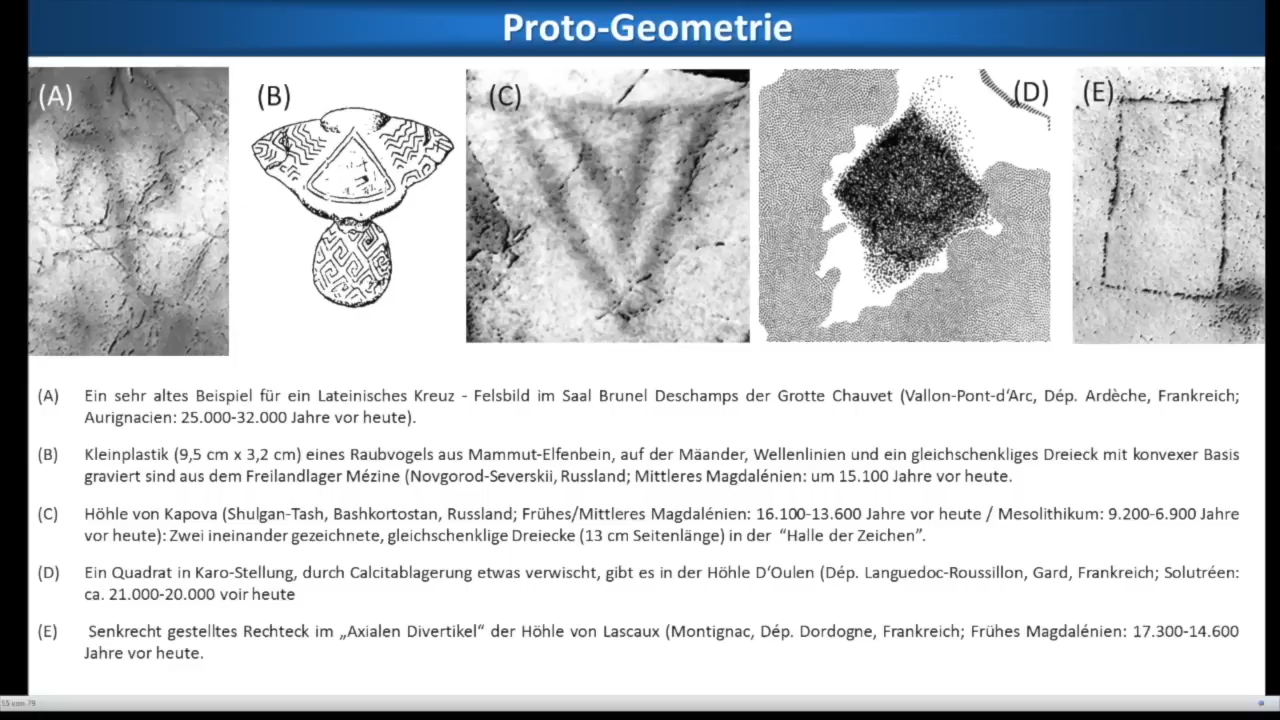 Proto-Geometrie
(A)
(B)
(C)
(D)
(E)
(A) Ein sehr altes Beispiel für ein Lateinisches Kreuz - Felsbild im Saal Brunel Deschamps der Grotte Chauvet (Vallon-Pont-d‘Arc, Dép. Ardèche, Frankreich;
Aurignacien: 25.000-32.000 Jahre vor heute).
(B) Kleinplastik (9,5 cm x 3,2 cm) eines Raubvogels aus Mammut-Elfenbein, auf der Mäander, Wellenlinien und ein gleichschenkliges Dreieck mit konvexer Basis
graviert sind aus dem Freilandlager Mézine (Novgorod-Severskii, Russland; Mittleres Magdalénien: um 15.100 Jahre vor heute.
(C) Höhle von Kapova (Shulgan-Tash, Bashkortostan, Russland; Frühes/Mittleres Magdalénien: 16.100-13.600 Jahre vor heute / Mesolithikum: 9.200-6.900 Jahre
vor heute): Zwei ineinander gezeichnete, gleichschenklige Dreiecke (13 cm Seitenlänge) in der “Halle der Zeichen”.
(D) Ein Quadrat in Karo-Stellung, durch Calcitablagerung etwas verwischt, gibt es in der Höhle D‘Oulen (Dép. Languedoc-Roussillon, Gard, Frankreich; Solutréen:
ca. 21.000-20.000 voir heute
(E) Senkrecht gestelltes Rechteck im „Axialen Divertikel“ der Höhle von Lascaux (Montignac, Dép. Dordogne, Frankreich; Frühes Magdalénien: 17.300-14.600
Jahre vor heute.
55 von 79